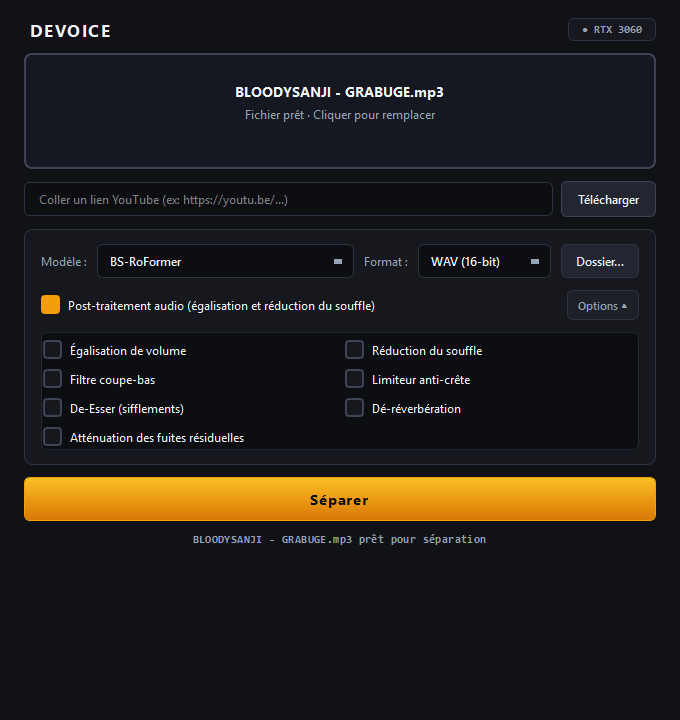 DEVOICE
● RTX 3060
BLOODYSANJI - GRABUGE.mp3
Fichier prêt · Cliquer pour remplacer
Coller un lien YouTube (ex: https://youtu.be/...)
Télécharger
Modèle :
BS-RoFormer
Format :
WAV (16-bit)
Dossier...
Post-traitement audio (égalisation et réduction du souffle)
Options ▴
Égalisation de volume
Réduction du souffle
Filtre coupe-bas
Limiteur anti-crête
De-Esser (sifflements)
Dé-réverbération
Atténuation des fuites résiduelles
Séparer
BLOODYSANJI - GRABUGE.mp3 prêt pour séparation